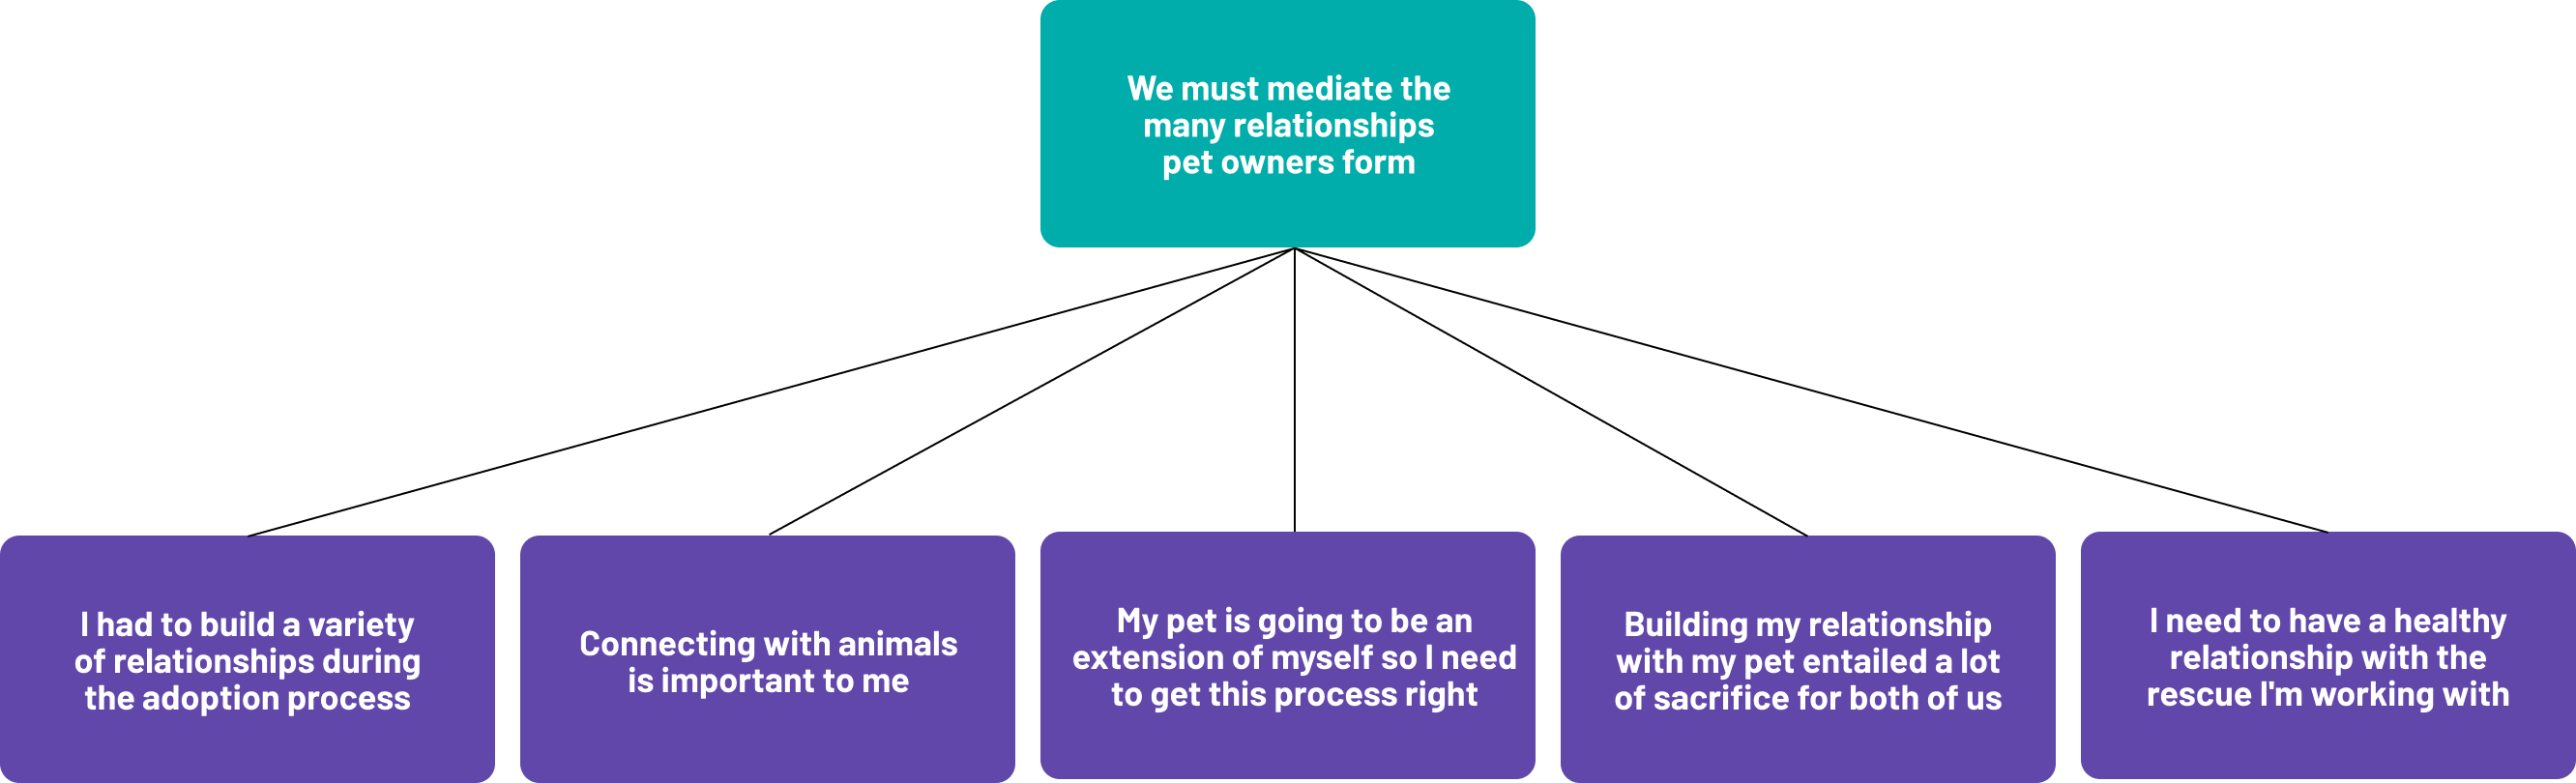 We must mediate the
many relationships
pet owners form
I had to build a variety
of relationships during
the adoption process
Connecting with animals
is important to me
My pet is going to be an
extension of myself so I need
to get this process right
Building my relationship
with my pet entailed a lot
of sacrifice for both of us
I need to have a healthy
relationship with the
rescue I'm working with